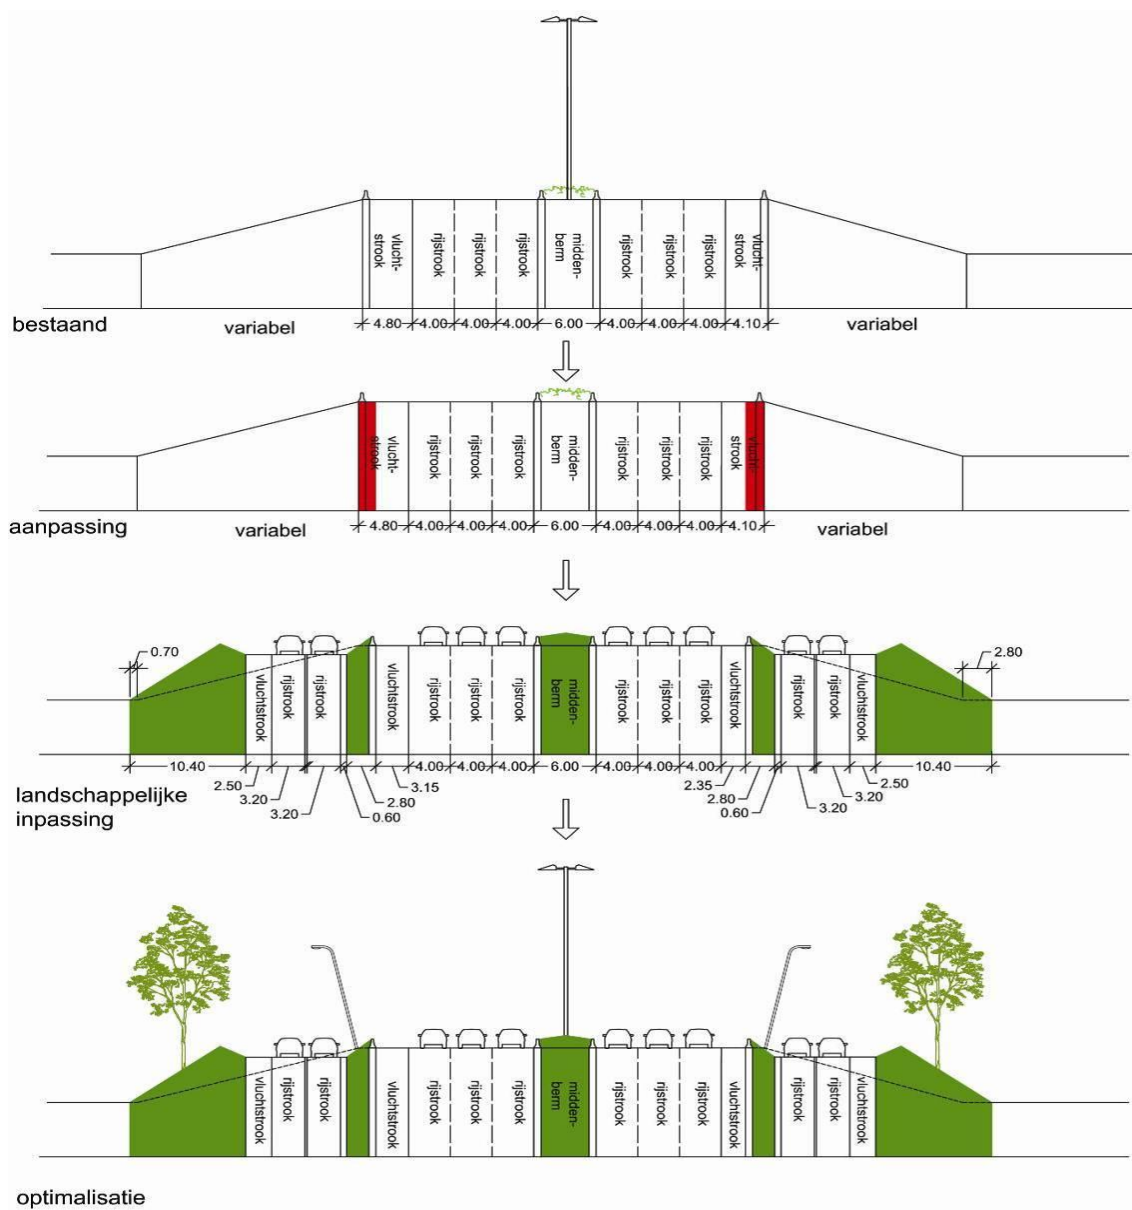 vlucht-
strook
rijstrook
rijstrook
rijstrook
midden-
berm
rijstrook
rijstrook
rijstrook
vlucht-
strook
bestaand
variabel
4.80
4.00
4.00
4.00
6.00
4.00
4.00
4.00
4.10
variabel
vlucht-
strook
rijstrook
rijstrook
rijstrook
midden-
berm
rijstrook
rijstrook
rijstrook
vlucht-
strook
aanpassing
variabel
4.80
4.00
4.00
4.00
6.00
4.00
4.00
4.00
4.10
variabel
0.70
2.80
vluchtstrook
rijstrook
rijstrook
vluchtstrook
rijstrook
rijstrook
rijstrook
midden-
berm
rijstrook
rijstrook
rijstrook
vluchtstrook
rijstrook
rijstrook
vluchtstrook
10.40
2.50
3.20
3.20
0.60
2.80
3.15
4.00
4.00
4.00
6.00
4.00
4.00
4.00
2.35
2.80
0.60
3.20
3.20
2.50
10.40
landschappelijke
inpassing
vluchtstrook
rijstrook
rijstrook
vluchtstrook
rijstrook
rijstrook
rijstrook
midden-
berm
rijstrook
rijstrook
rijstrook
vluchtstrook
rijstrook
rijstrook
vluchtstrook
optimalisatie